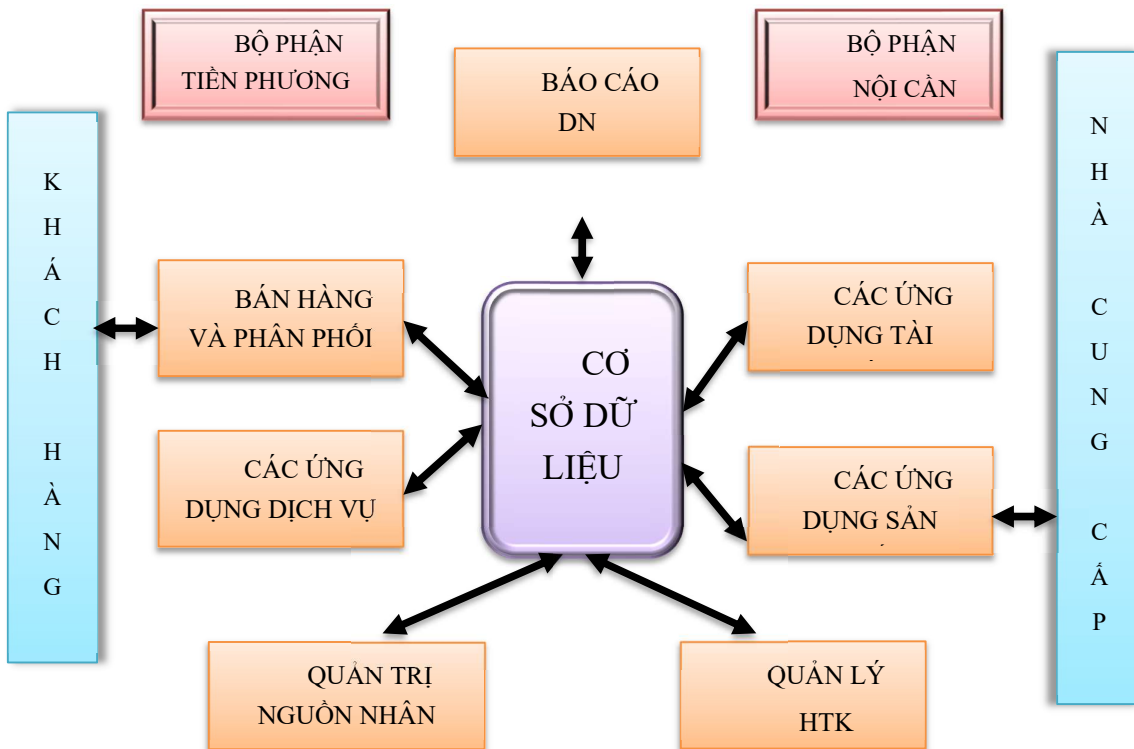 BỘ PHẬN
TIỀN PHƯƠNG
BÁO CÁO
DN
BỘ PHẬN
NỘI CẦN
K
H
Á
C
H
H
À
N
G
BÁN HÀNG
VÀ PHÂN PHỐI
CÁC ỨNG
DỤNG DỊCH VỤ
CƠ
SỞ DỮ
LIỆU
CÁC ỨNG
DỤNG TÀI
CÁC ỨNG
DỤNG SẢN
N
H
À
C
U
N
G
C
Ấ
P
QUẢN TRỊ
NGUỒN NHÂN
QUẢN LÝ
HTK